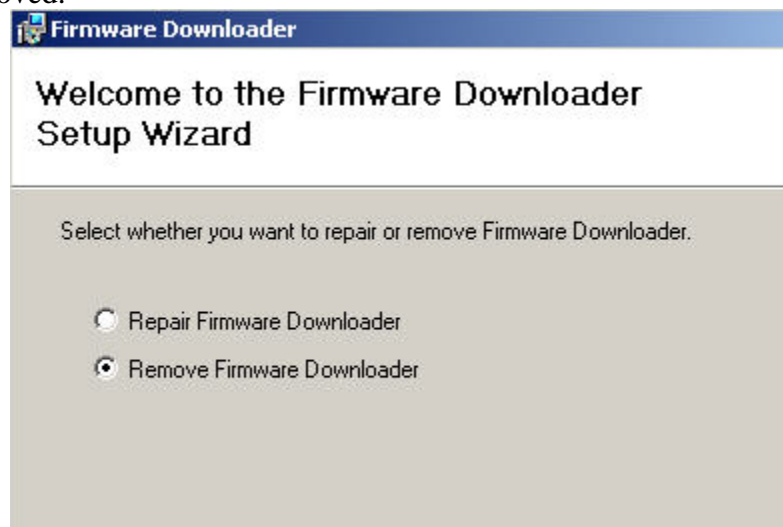 Firmware Downloader
Welcome to the Firmware Downloader
Setup Wizard
Select whether you want to repair or remove Firmware Downloader.
Repair Firmware Downloader
Remove Firmware Downloader